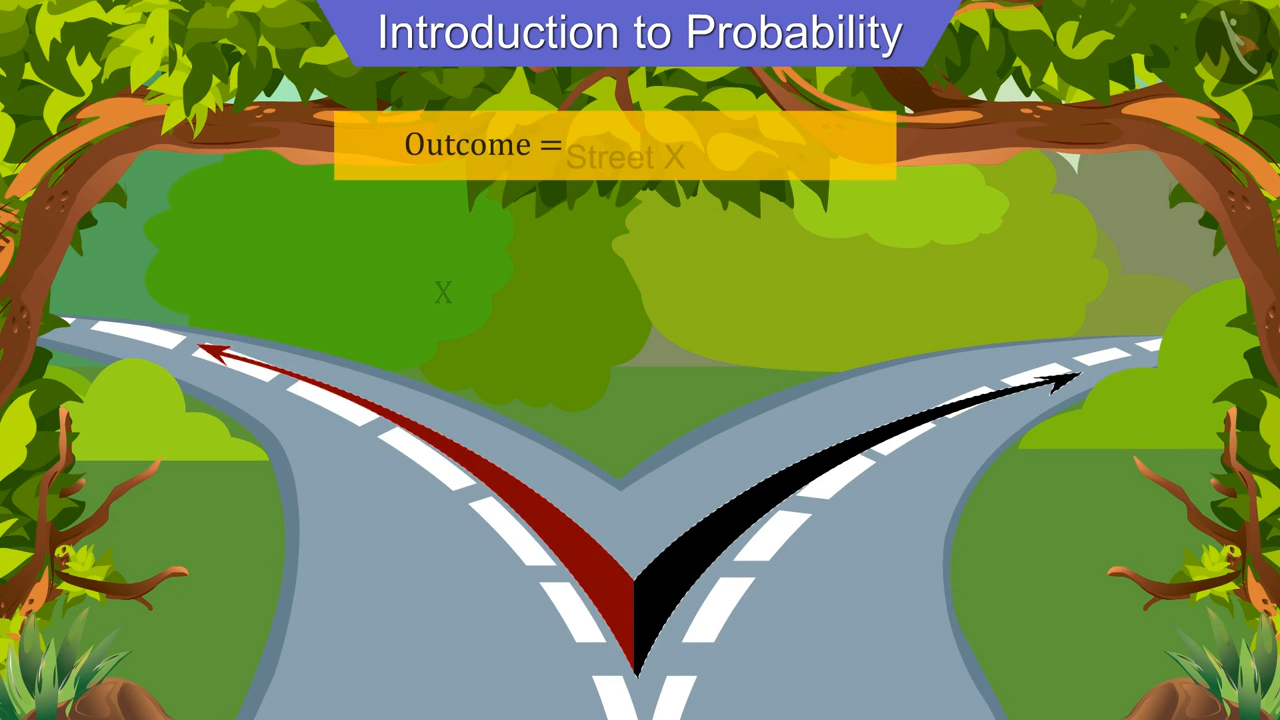 Introduction to Probability
Outcome = Street X
X